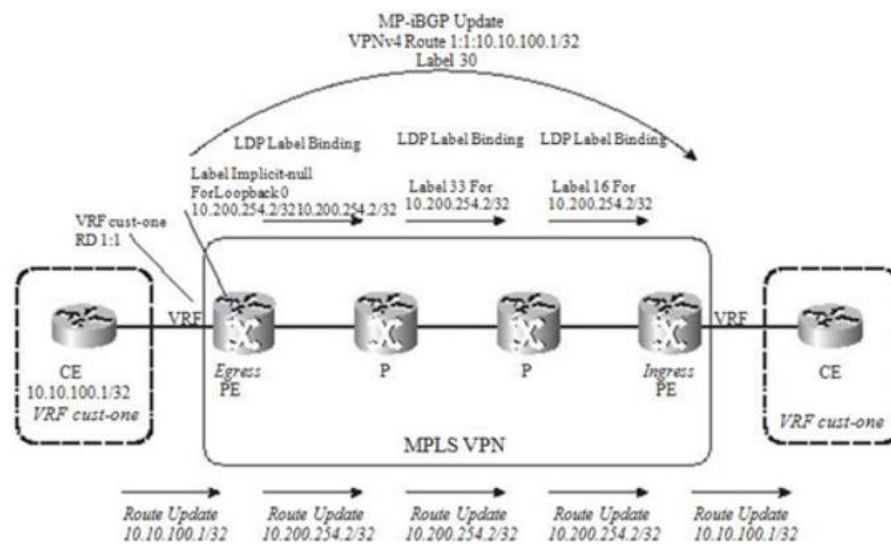 MP-iBGP Update
VPNv4 Route 1:1:10.10.100.1/32
Label 30
LDP Label Binding
LDP Label Binding
LDP Label Binding
Label Implicit-null
ForLoopback 0
10.200.254.2/3210.200.254.2/32
Label 33 For
10.200.254.2/32
Label 16 For
10.200.254.2/32
VRF cust-one
RD 1:1
VRF
VRF
CE
10.10.100.1/32
VRF cust-one
Egress
PE
P
P
Ingress
PE
CE
VRF cust-one
MPLS VPN
Route Update
10.10.100.1/32
Route Update
10.200.254.2/32
Route Update
10.200.254.2/32
Route Update
10.200.254.2/32
Route Update
10.10.100.1/32